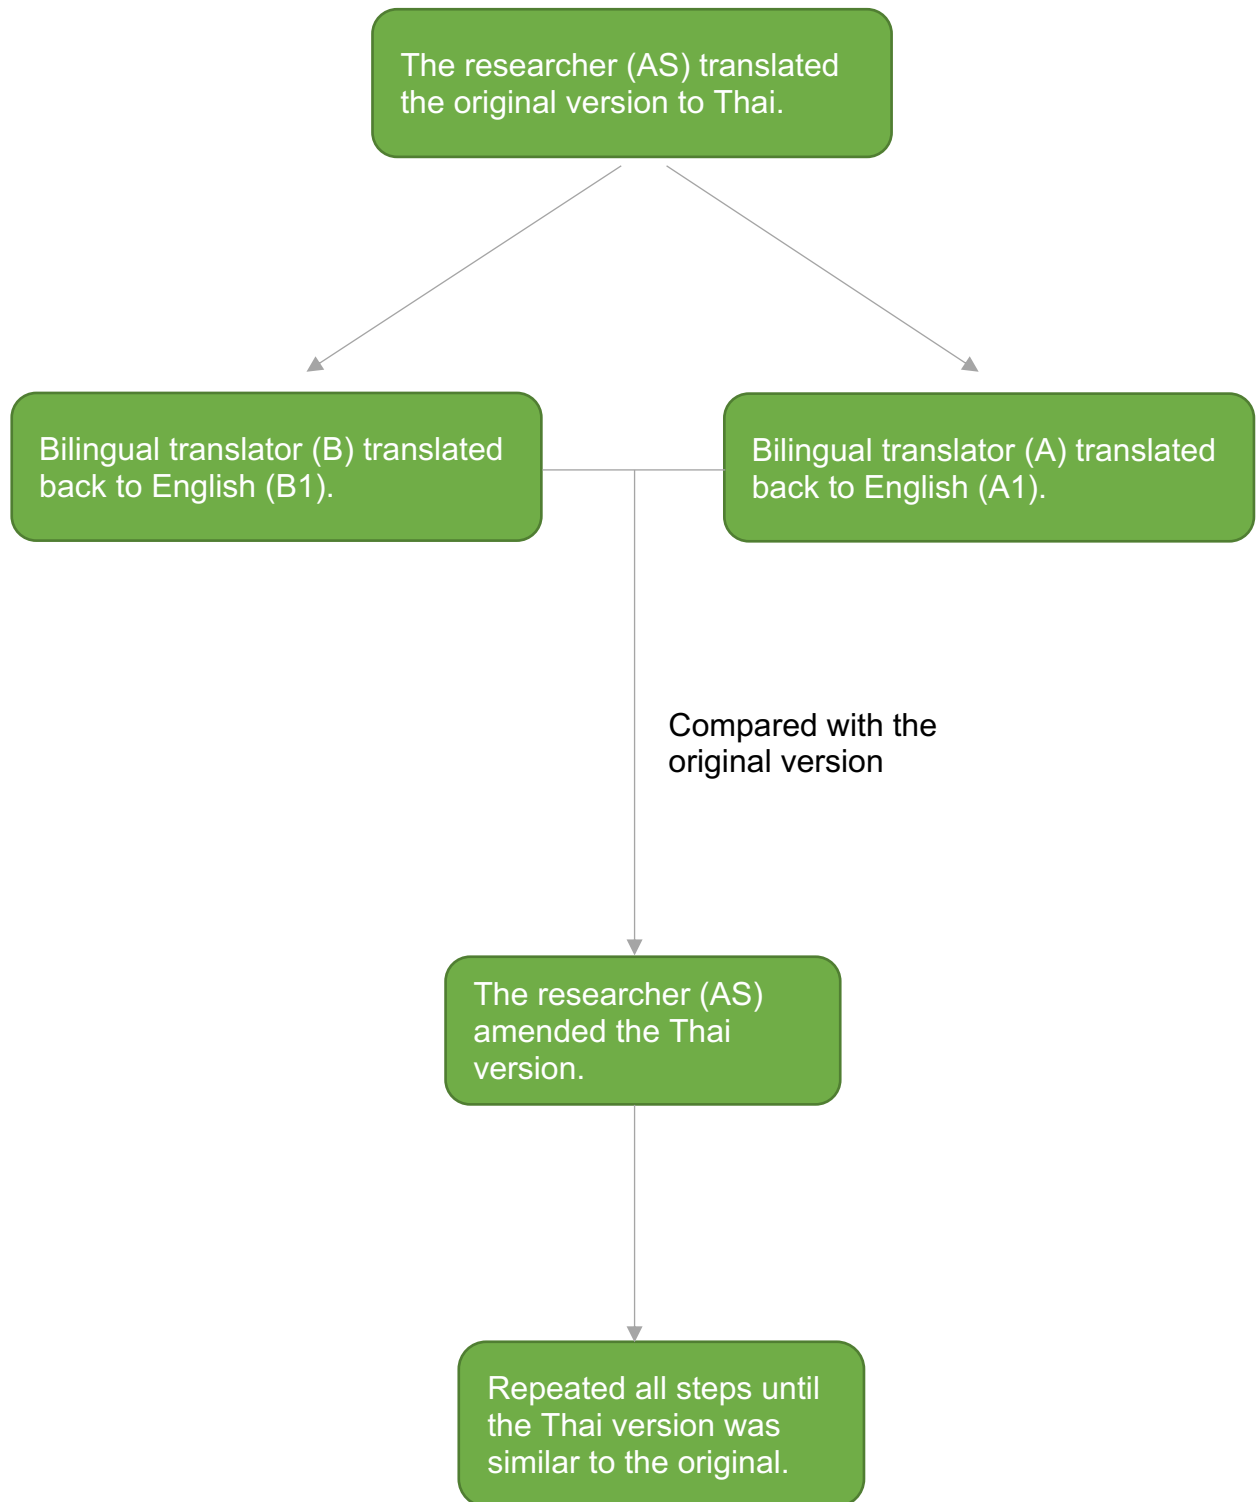 The researcher (AS) translated
the original version to Thai.
Bilingual translator (B) translated
back to English (B1).
Bilingual translator (A) translated
back to English (A1).
Compared with the
original version
The researcher (AS)
amended the Thai
version.
Repeated all steps until
the Thai version was
similar to the original.